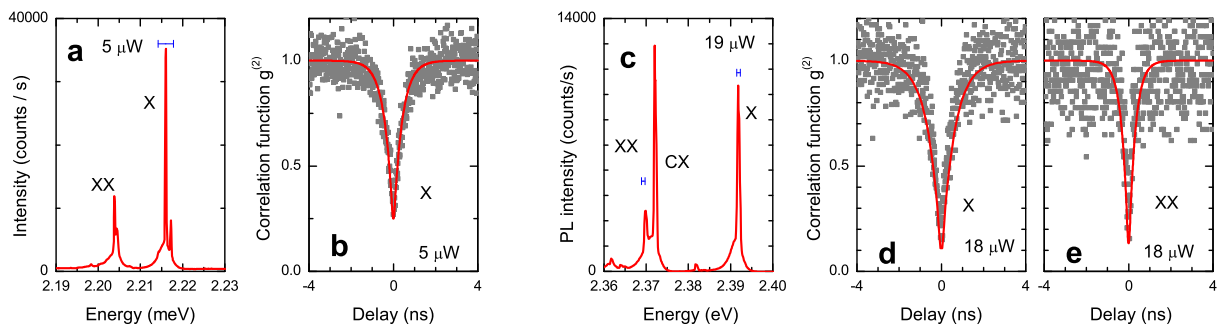 40000
a
5 μW
X
XX
Intensity (counts / s)
0
2.19 2.20 2.21 2.22 2.23
Energy (meV)
1.0
0.5
0.0
Correlation function g(2)
X
b
5 μW
-4 0 4
Delay (ns)
14000
c
19 μW
X
XX
CX
PL intensity (counts/s)
0
2.36 2.37 2.38 2.39 2.40
Energy (eV)
1.0
0.5
0.0
Correlation function g(2)
X
d
18 μW
-4 0 4
Delay (ns)
XX
e
18 μW
-4 0 4
Delay (ns)